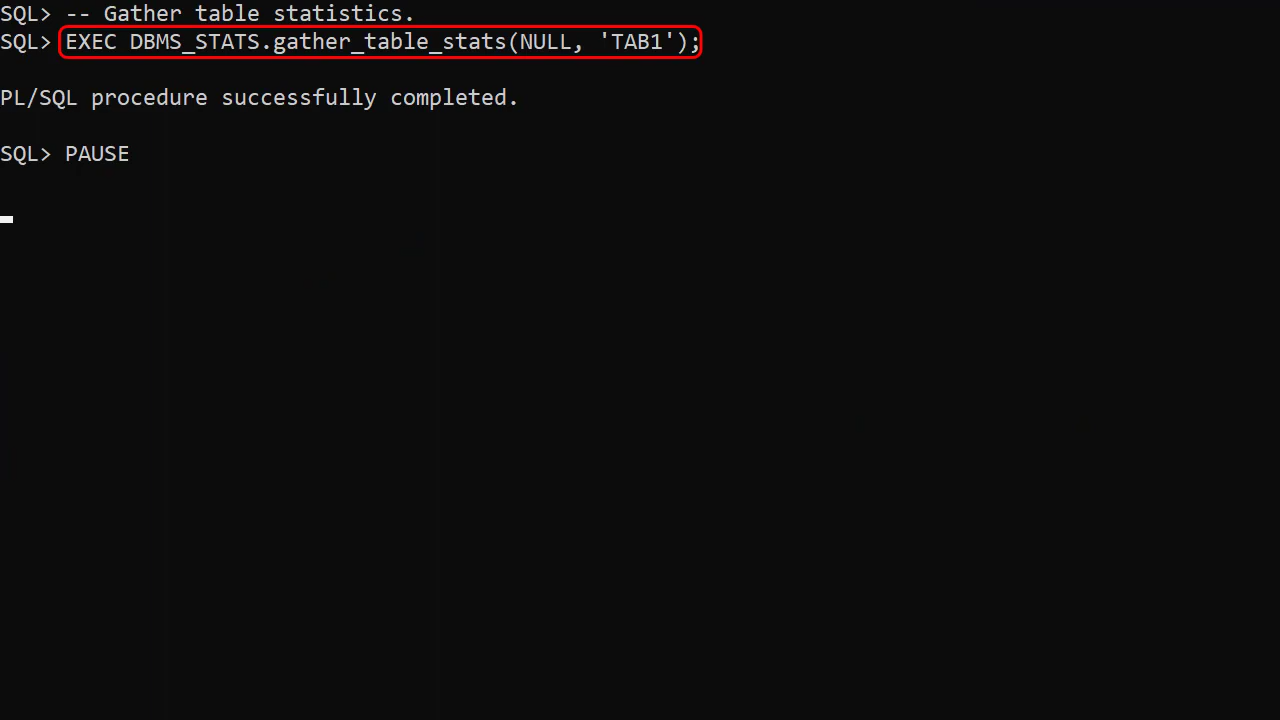 SQL> -- Gather table statistics.
SQL> EXEC DBMS_STATS.gather_table_stats(NULL, 'TAB1');
PL/SQL procedure successfully completed.
SQL> PAUSE